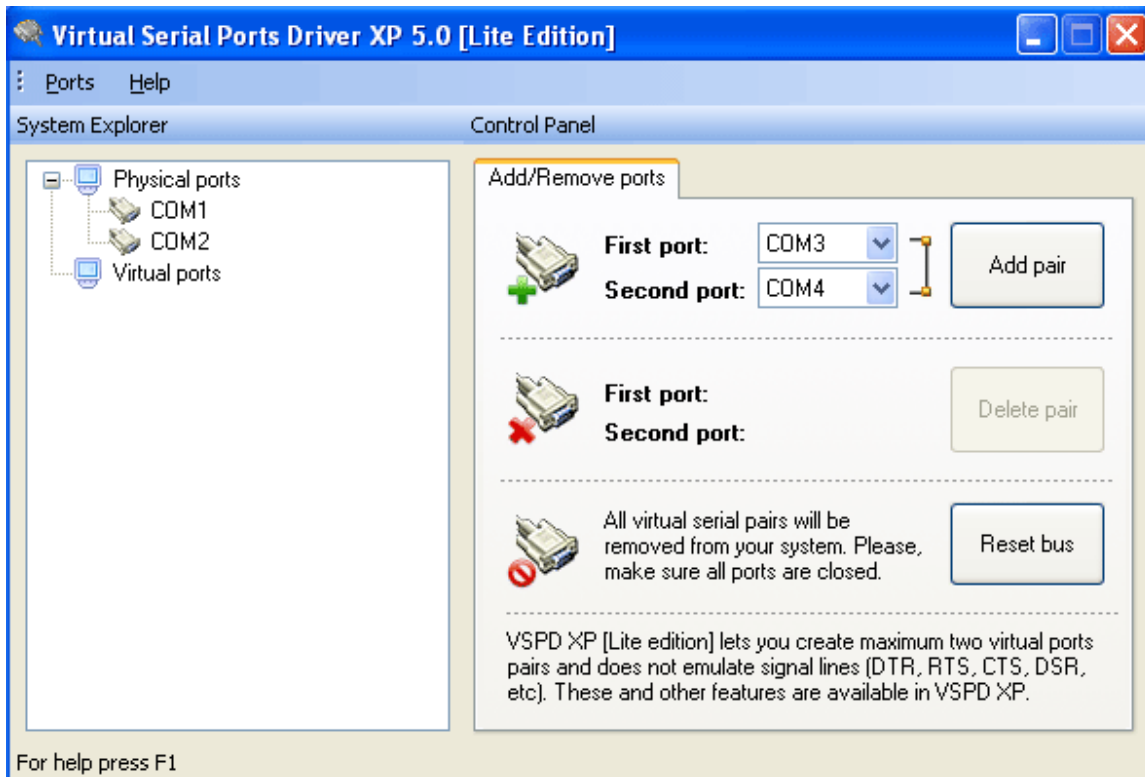 Virtual Serial Ports Driver XP 5.0 [Lite Edition]
Ports Help
System Explorer
Control Panel
Physical ports
COM1
COM2
Virtual ports
Add/Remove ports
First port: COM3
Second port: COM4
Add pair
First port:
Second port:
Delete pair
All virtual serial pairs will be
removed from your system. Please,
make sure all ports are closed.
Reset bus
VSPD XP [Lite edition] lets you create maximum two virtual ports
pairs and does not emulate signal lines (DTR, RTS, CTS, DSR,
etc). These and other features are available in VSPD XP.
For help press F1